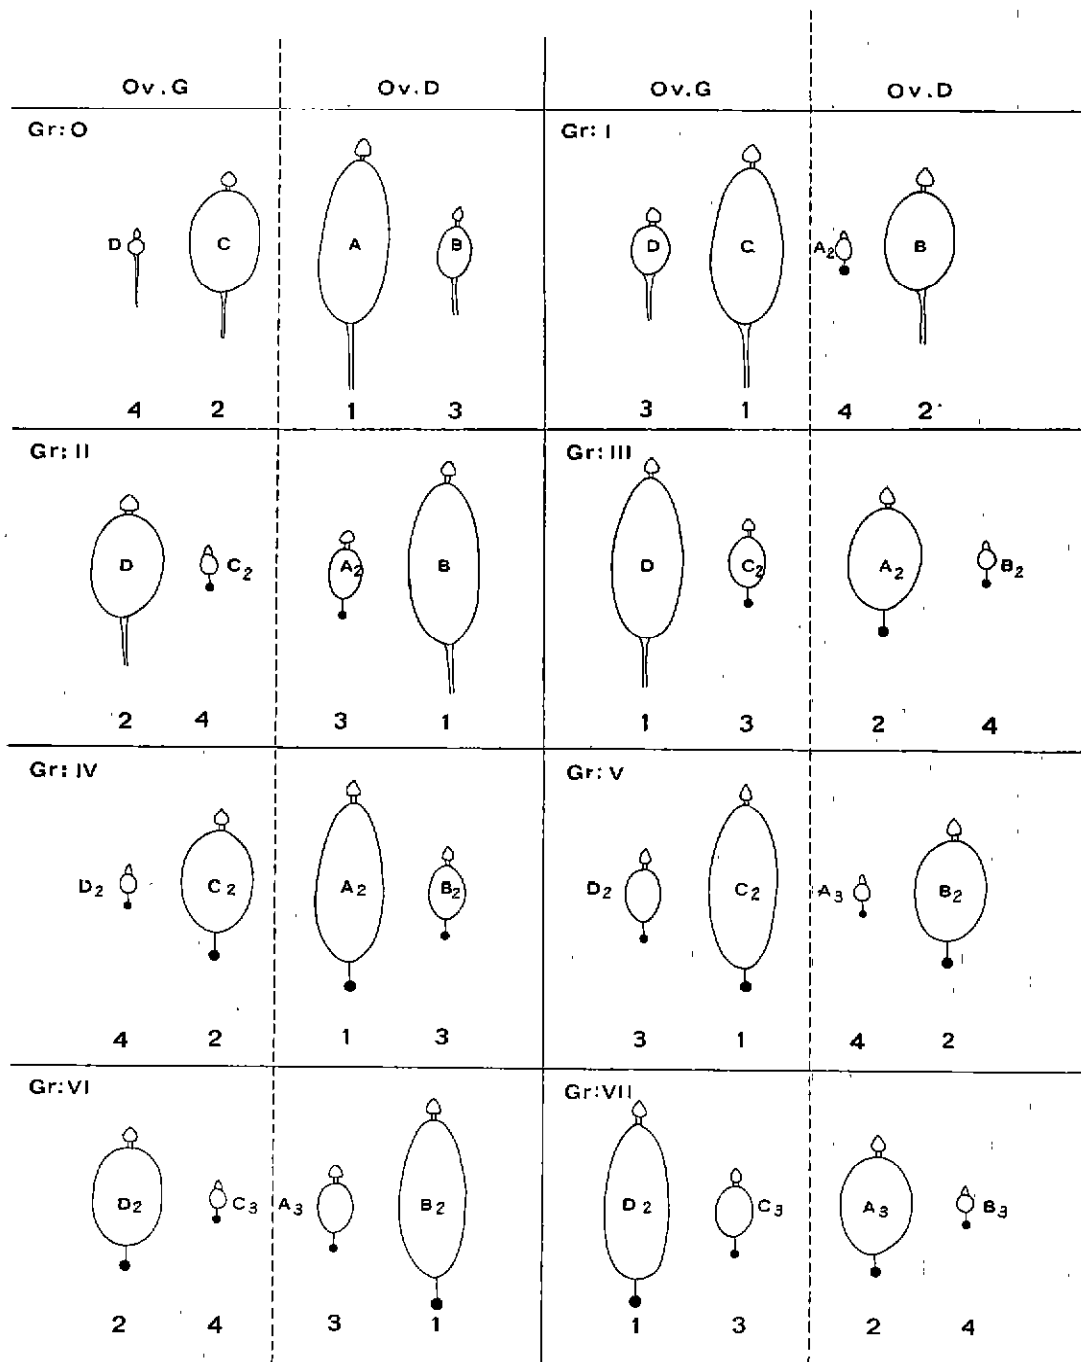 Ov.G Ov.D Ov.G Ov.D
Gr:O Gr:I
D C A B D C A2 B
4 2 1 3 3 1 4 2
Gr:II Gr:III
D C2 A2 B D C2 A2 B2
2 4 3 1 1 3 2 4
Gr:IV Gr:V
D2 C2 A2 B2 D2 C2 A3 B2
4 2 1 3 3 1 4 2
Gr:VI Gr:VII
D2 C3 A3 B2 D2 C3 A3 B3
2 4 3 1 1 3 2 4